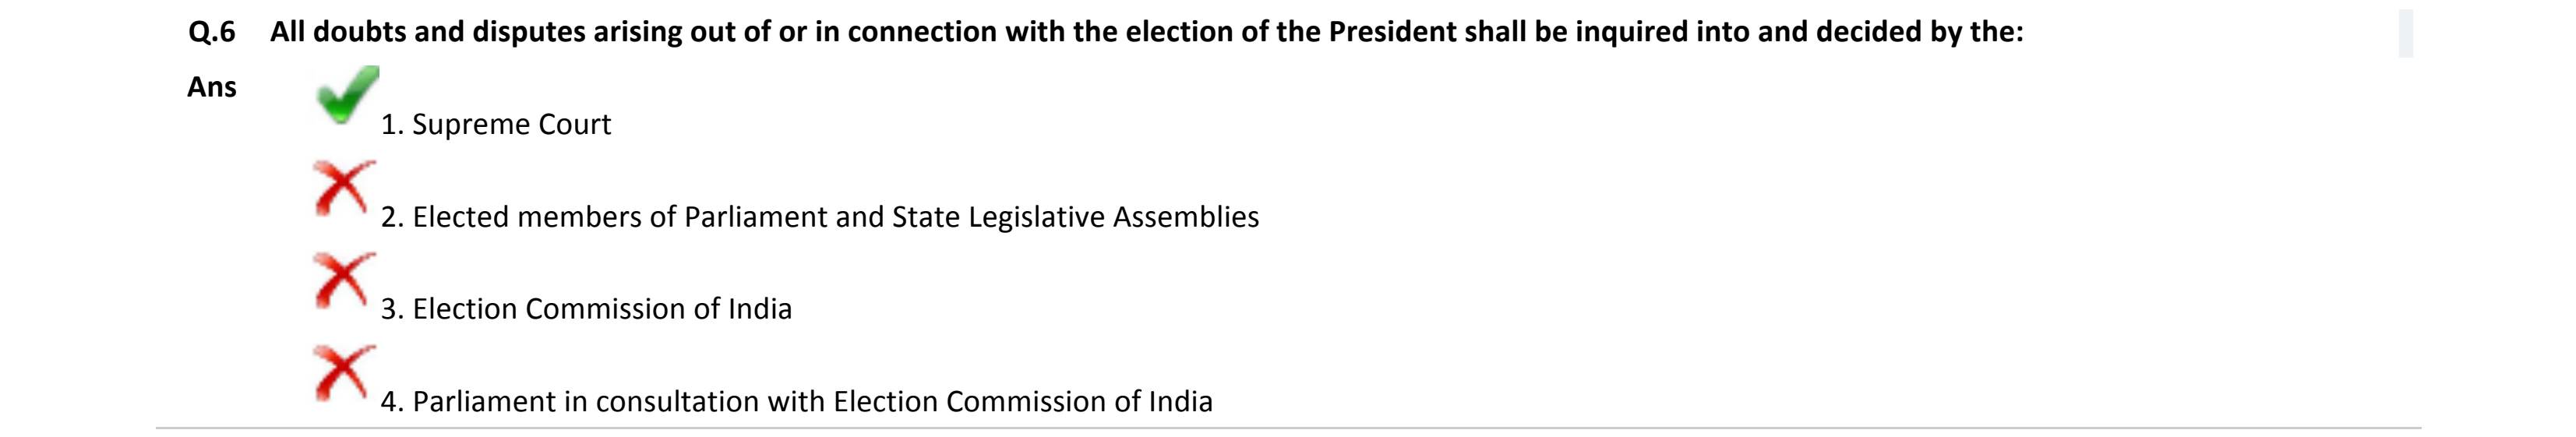 Q.6 All doubts and disputes arising out of or in connection with the election of the President shall be inquired into and decided by the:
Ans
1. Supreme Court
2. Elected members of Parliament and State Legislative Assemblies
3. Election Commission of India
4. Parliament in consultation with Election Commission of India